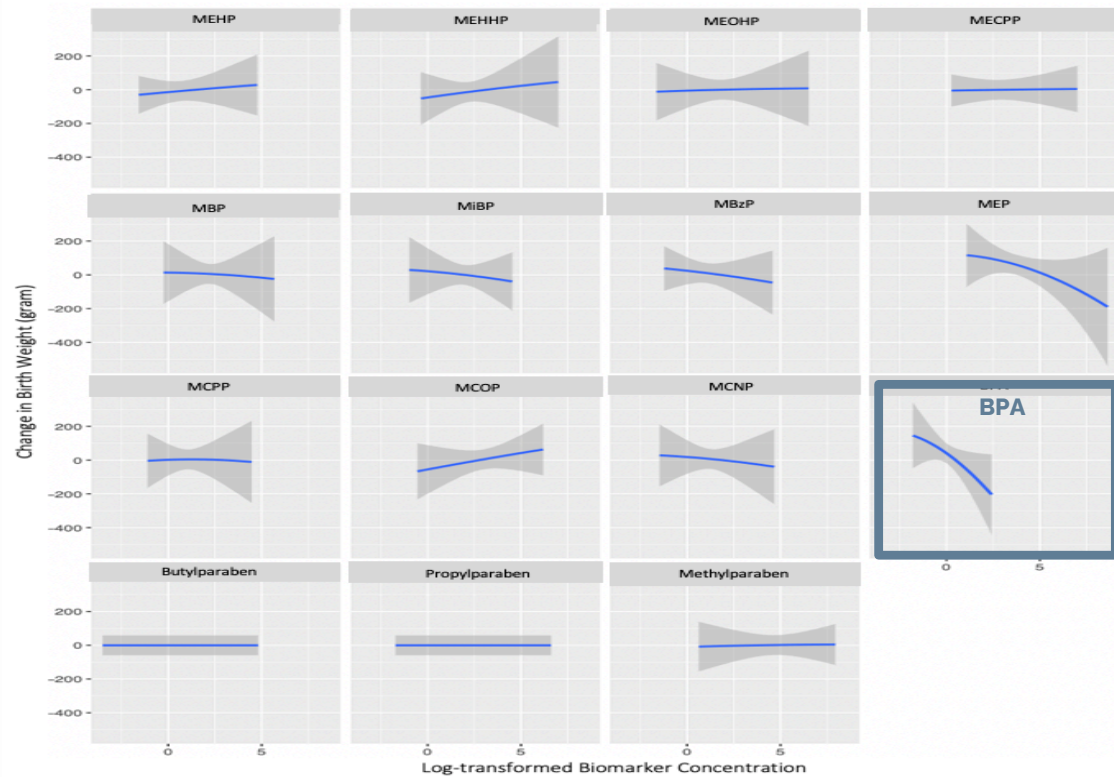 MEHP MEHHP MEOHP MECPP
200
0
-200
-400
MBP MiBP MBzP MEP
200
0
-200
-400
Change in Birth Weight (gram)
MCPP MCOP MCNP
BPA
200
0
-200
-400
0 5
Butylparaben Propylparaben Methylparaben
200
0
-200
-400
0 5 0 5 0 5
Log-transformed Biomarker Concentration